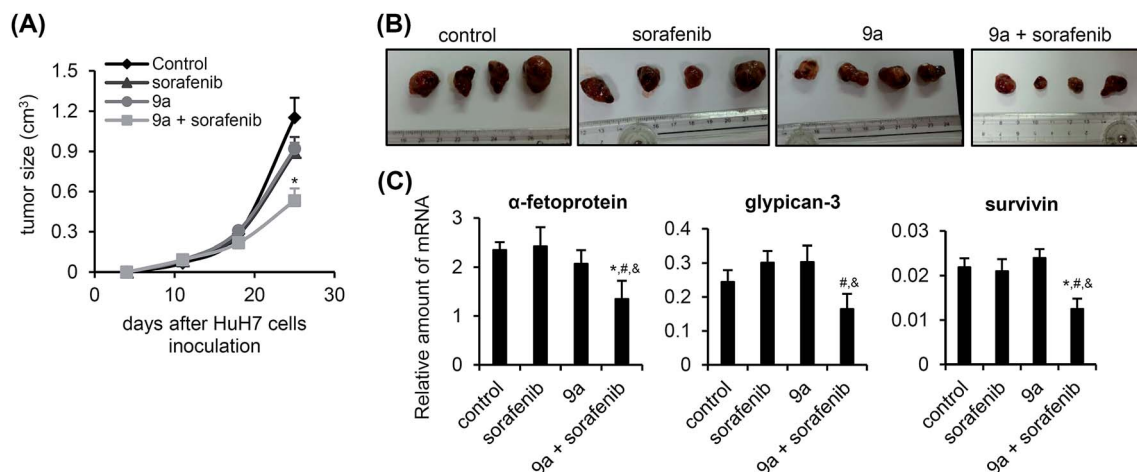 (A)
Control
sorafenib
9a
9a + sorafenib
1.5
1.2
0.9
0.6
0.3
0
tumor size (cm³)
*
0 10 20 30
days after HuH7 cells
inoculation
(B)
control sorafenib 9a 9a + sorafenib
(C)
Relative amount of mRNA
α-fetoprotein
3
2
1
0
*,#,&
control
sorafenib
9a
9a + sorafenib
glypican-3
0.4
0.3
0.2
0.1
0
#,&
control
sorafenib
9a
9a + sorafenib
survivin
0.03
0.02
0.01
0
*,#,&
control
sorafenib
9a
9a + sorafenib